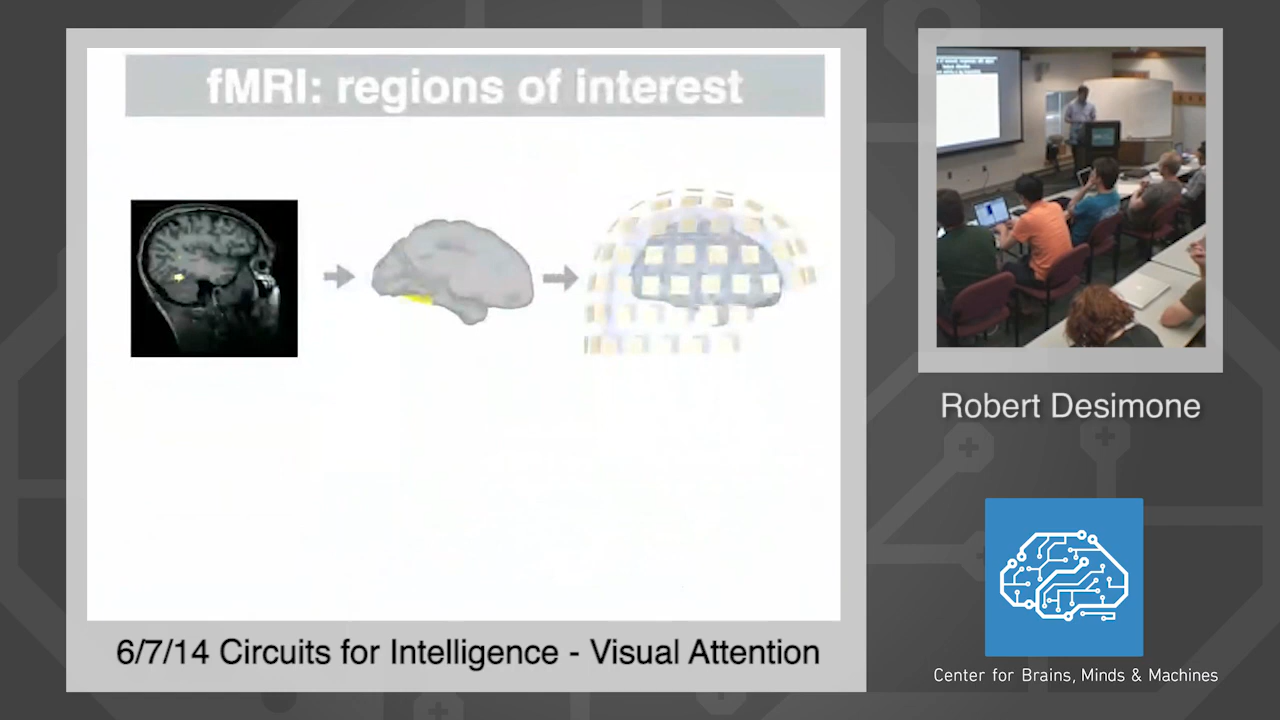 fMRI: regions of interest
6/7/14 Circuits for Intelligence - Visual Attention
Robert Desimone
Center for Brains, Minds & Machines